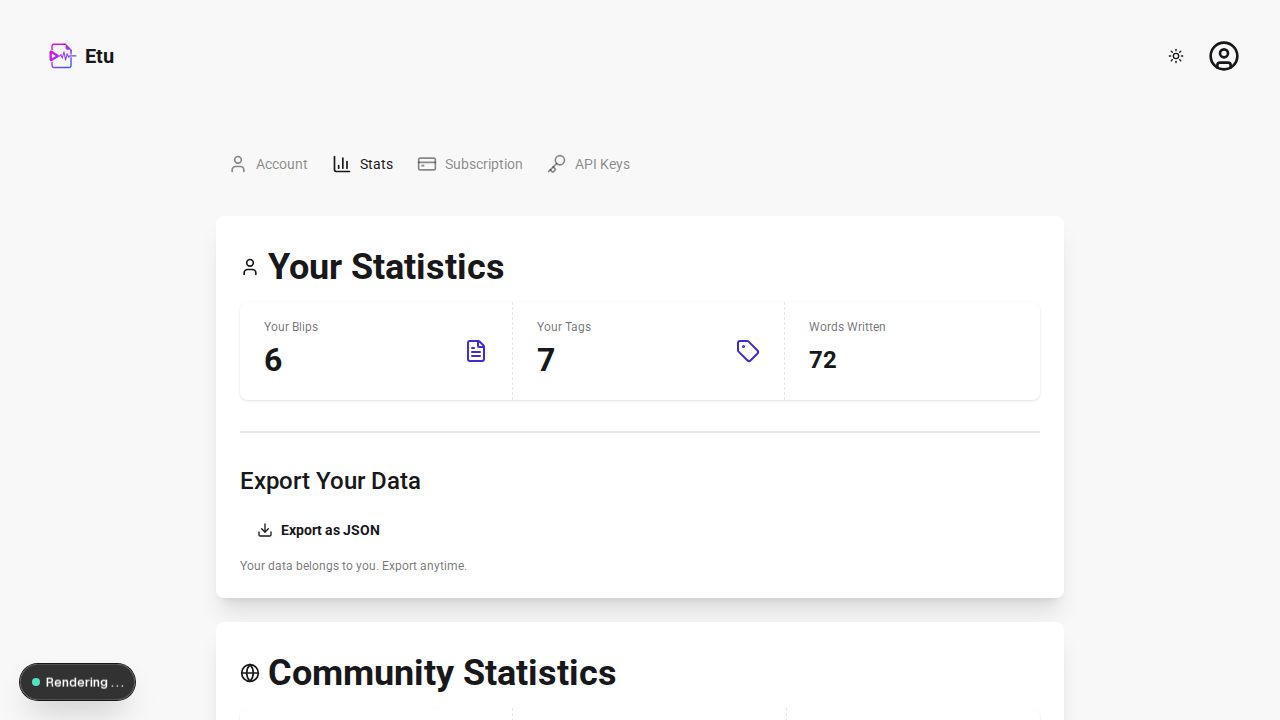 Etu
Account Stats Subscription API Keys
Your Statistics
Your Blips Your Tags Words Written
6 7 72
Export Your Data
Export as JSON
Your data belongs to you. Export anytime.
Community Statistics
Rendering ...